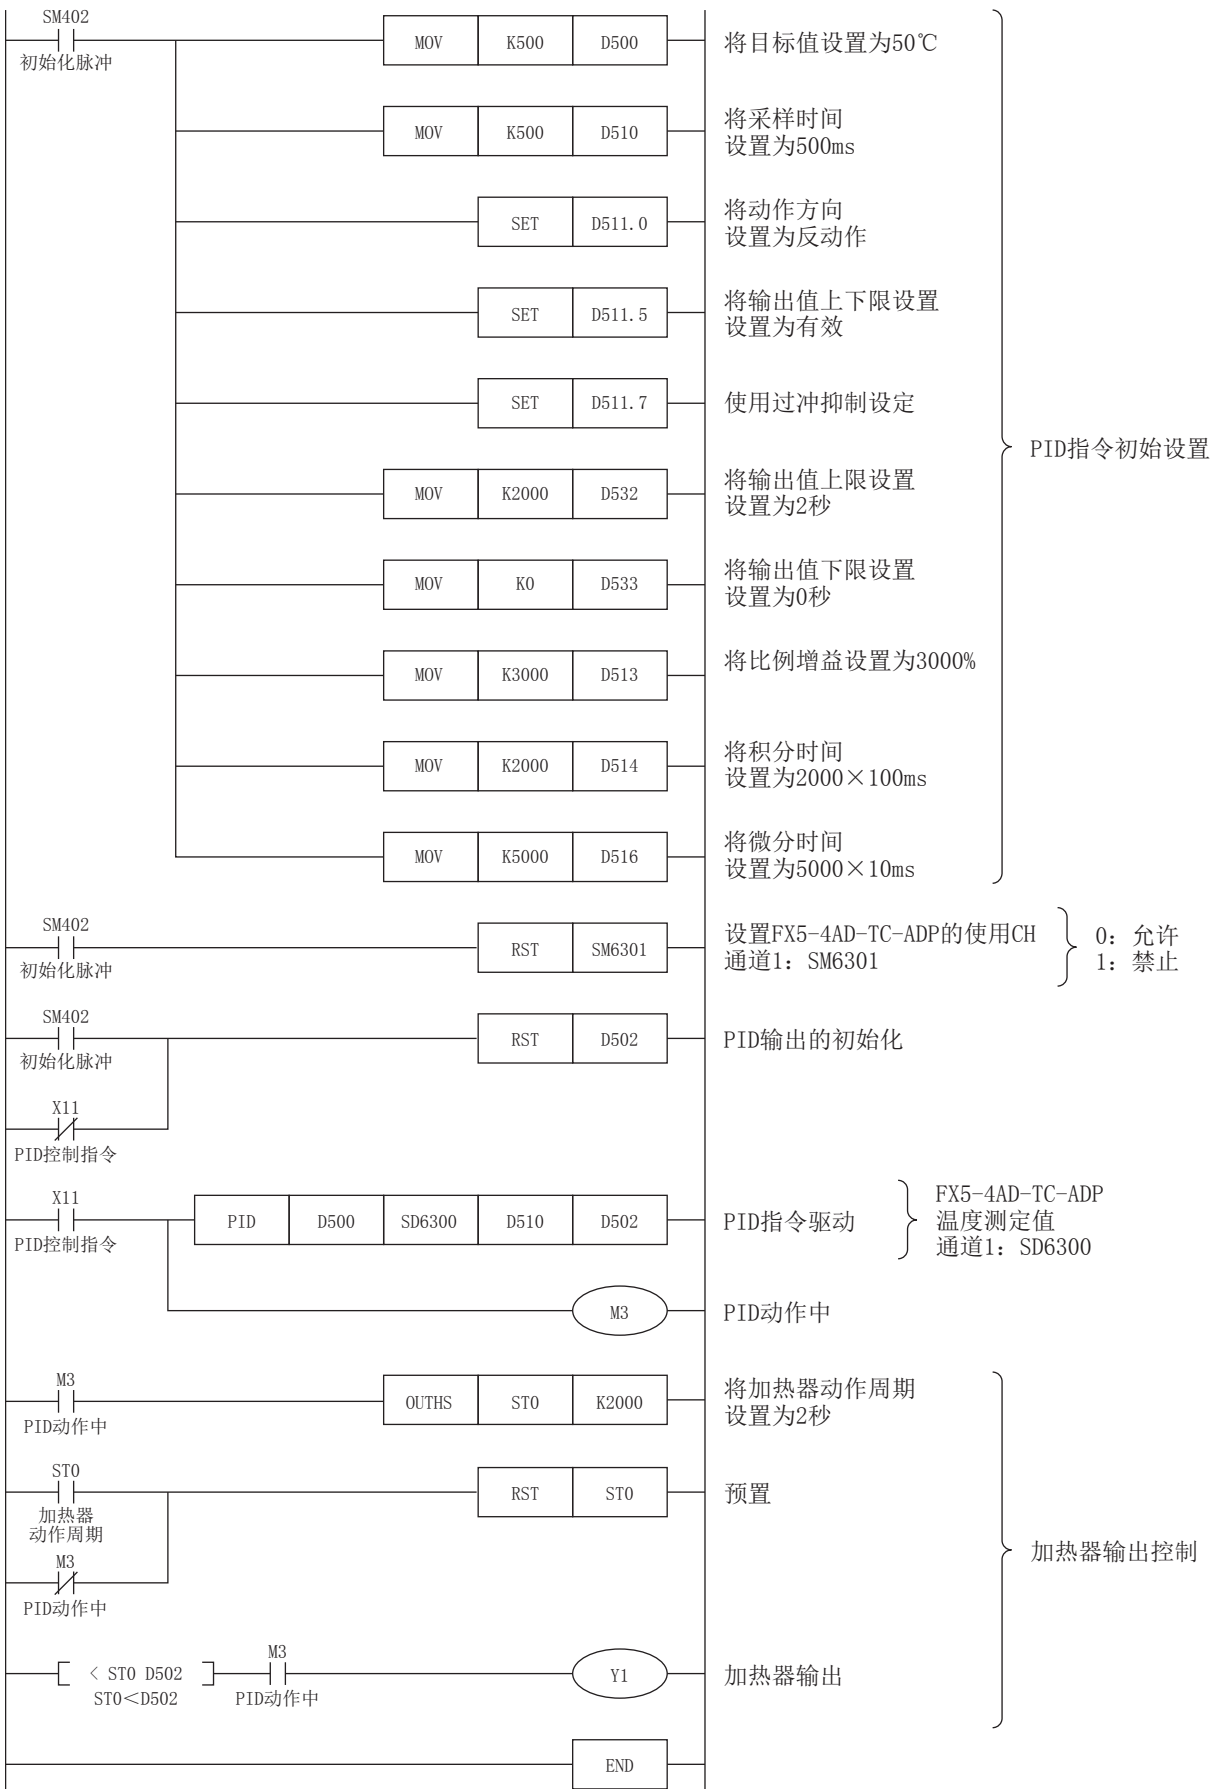 SM402
初始化脉冲
MOV K500 D500
将目标值设置为50℃
MOV K500 D510
将采样时间
设置为500ms
SET D511.0
将动作方向
设置为反动作
SET D511.5
将输出值上下限设置
设置为有效
SET D511.7
使用过冲抑制设定
PID指令初始设置
MOV K2000 D532
将输出值上限设置
设置为2秒
MOV K0 D533
将输出值下限设置
设置为0秒
MOV K3000 D513
将比例增益设置为3000%
MOV K2000 D514
将积分时间
设置为2000×100ms
MOV K5000 D516
将微分时间
设置为5000×10ms
SM402
初始化脉冲
RST SM6301
设置FX5-4AD-TC-ADP的使用CH
通道1：SM6301
0：允许
1：禁止
SM402
初始化脉冲
RST D502
PID输出的初始化
X11
PID控制指令
X11
PID控制指令
PID D500 SD6300 D510 D502
PID指令驱动
FX5-4AD-TC-ADP
温度测定值
通道1：SD6300
M3
PID动作中
M3
PID动作中
OUTHS ST0 K2000
将加热器动作周期
设置为2秒
ST0
加热器
动作周期
RST ST0
预置
M3
PID动作中
加热器输出控制
< ST0 D502
ST0＜D502
M3
PID动作中
Y1
加热器输出
END